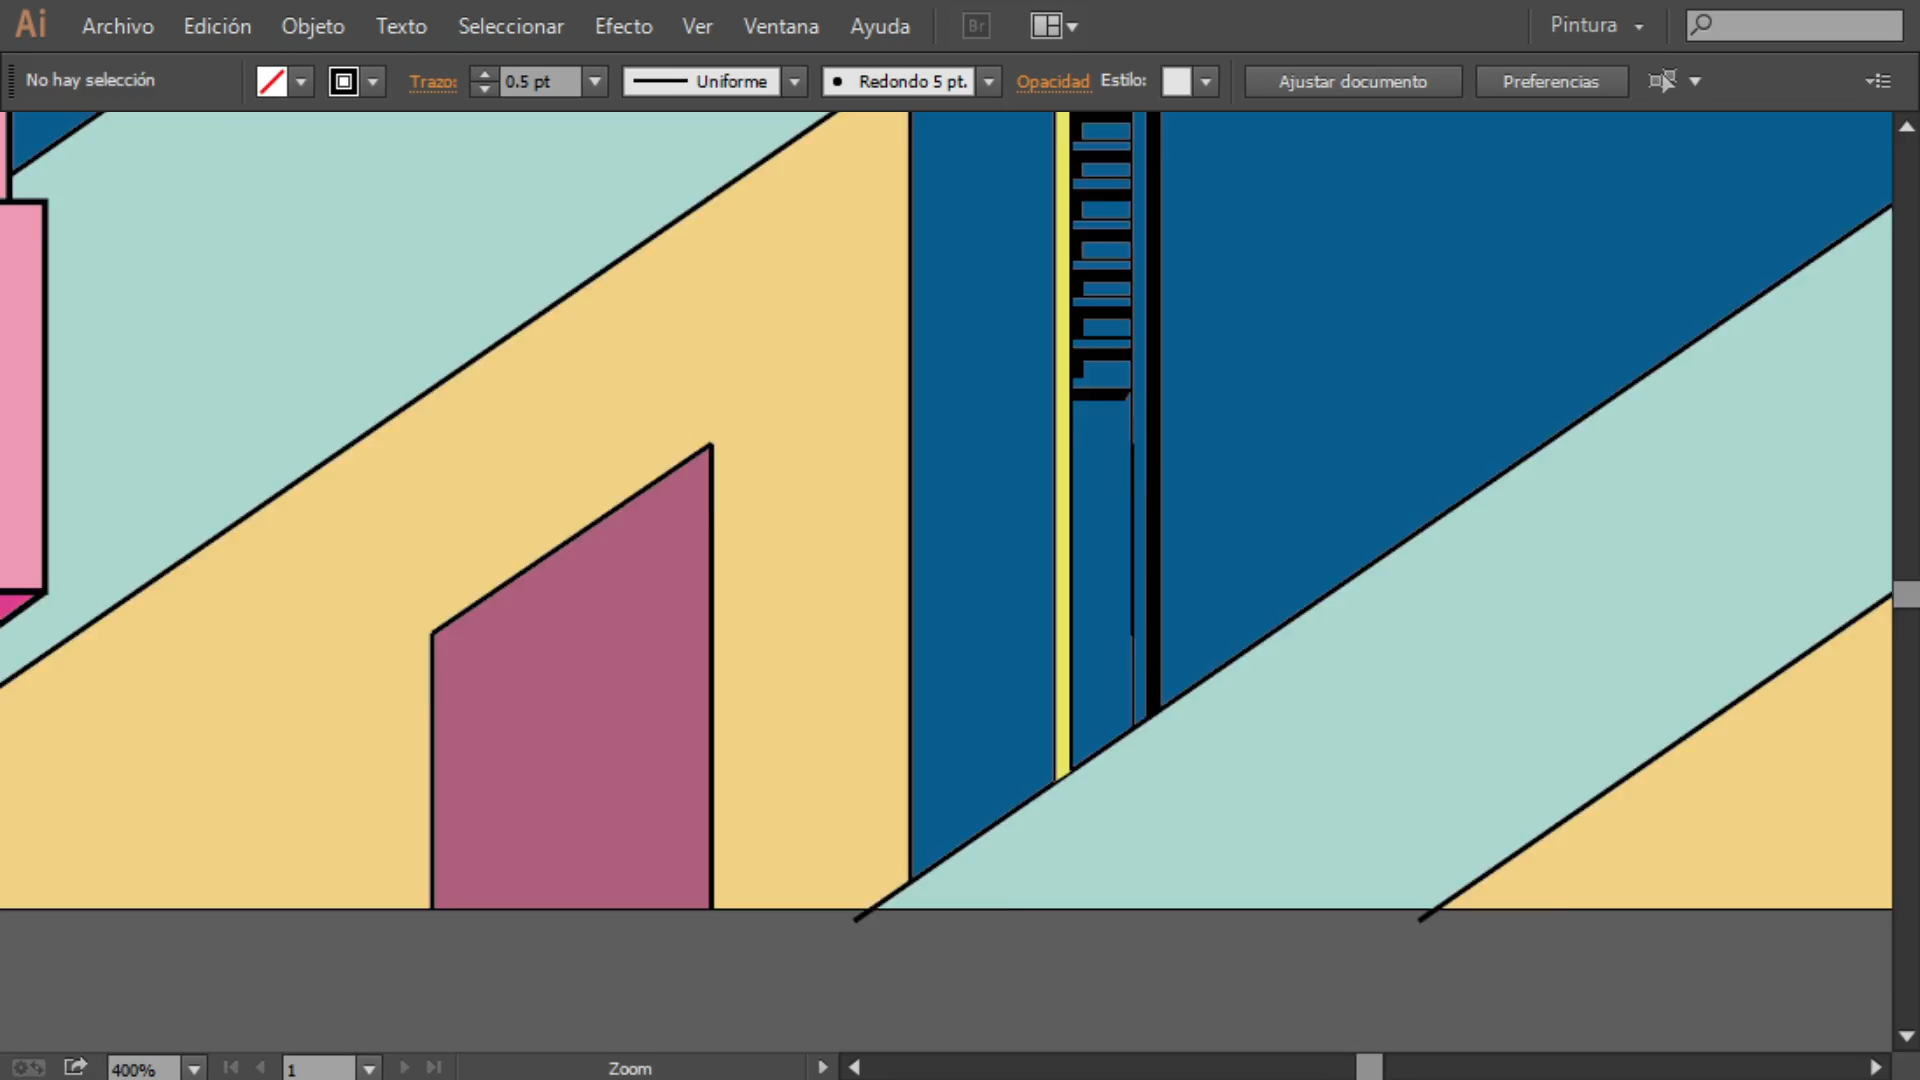 Ai Archivo Edición Objeto Texto Seleccionar Efecto Ver Ventana Ayuda Br Pintura
No hay selección Trazo: 0.5 pt Uniforme Redondo 5 pt. Opacidad Estilo: Ajustar documento Preferencias
400% 1 Zoom